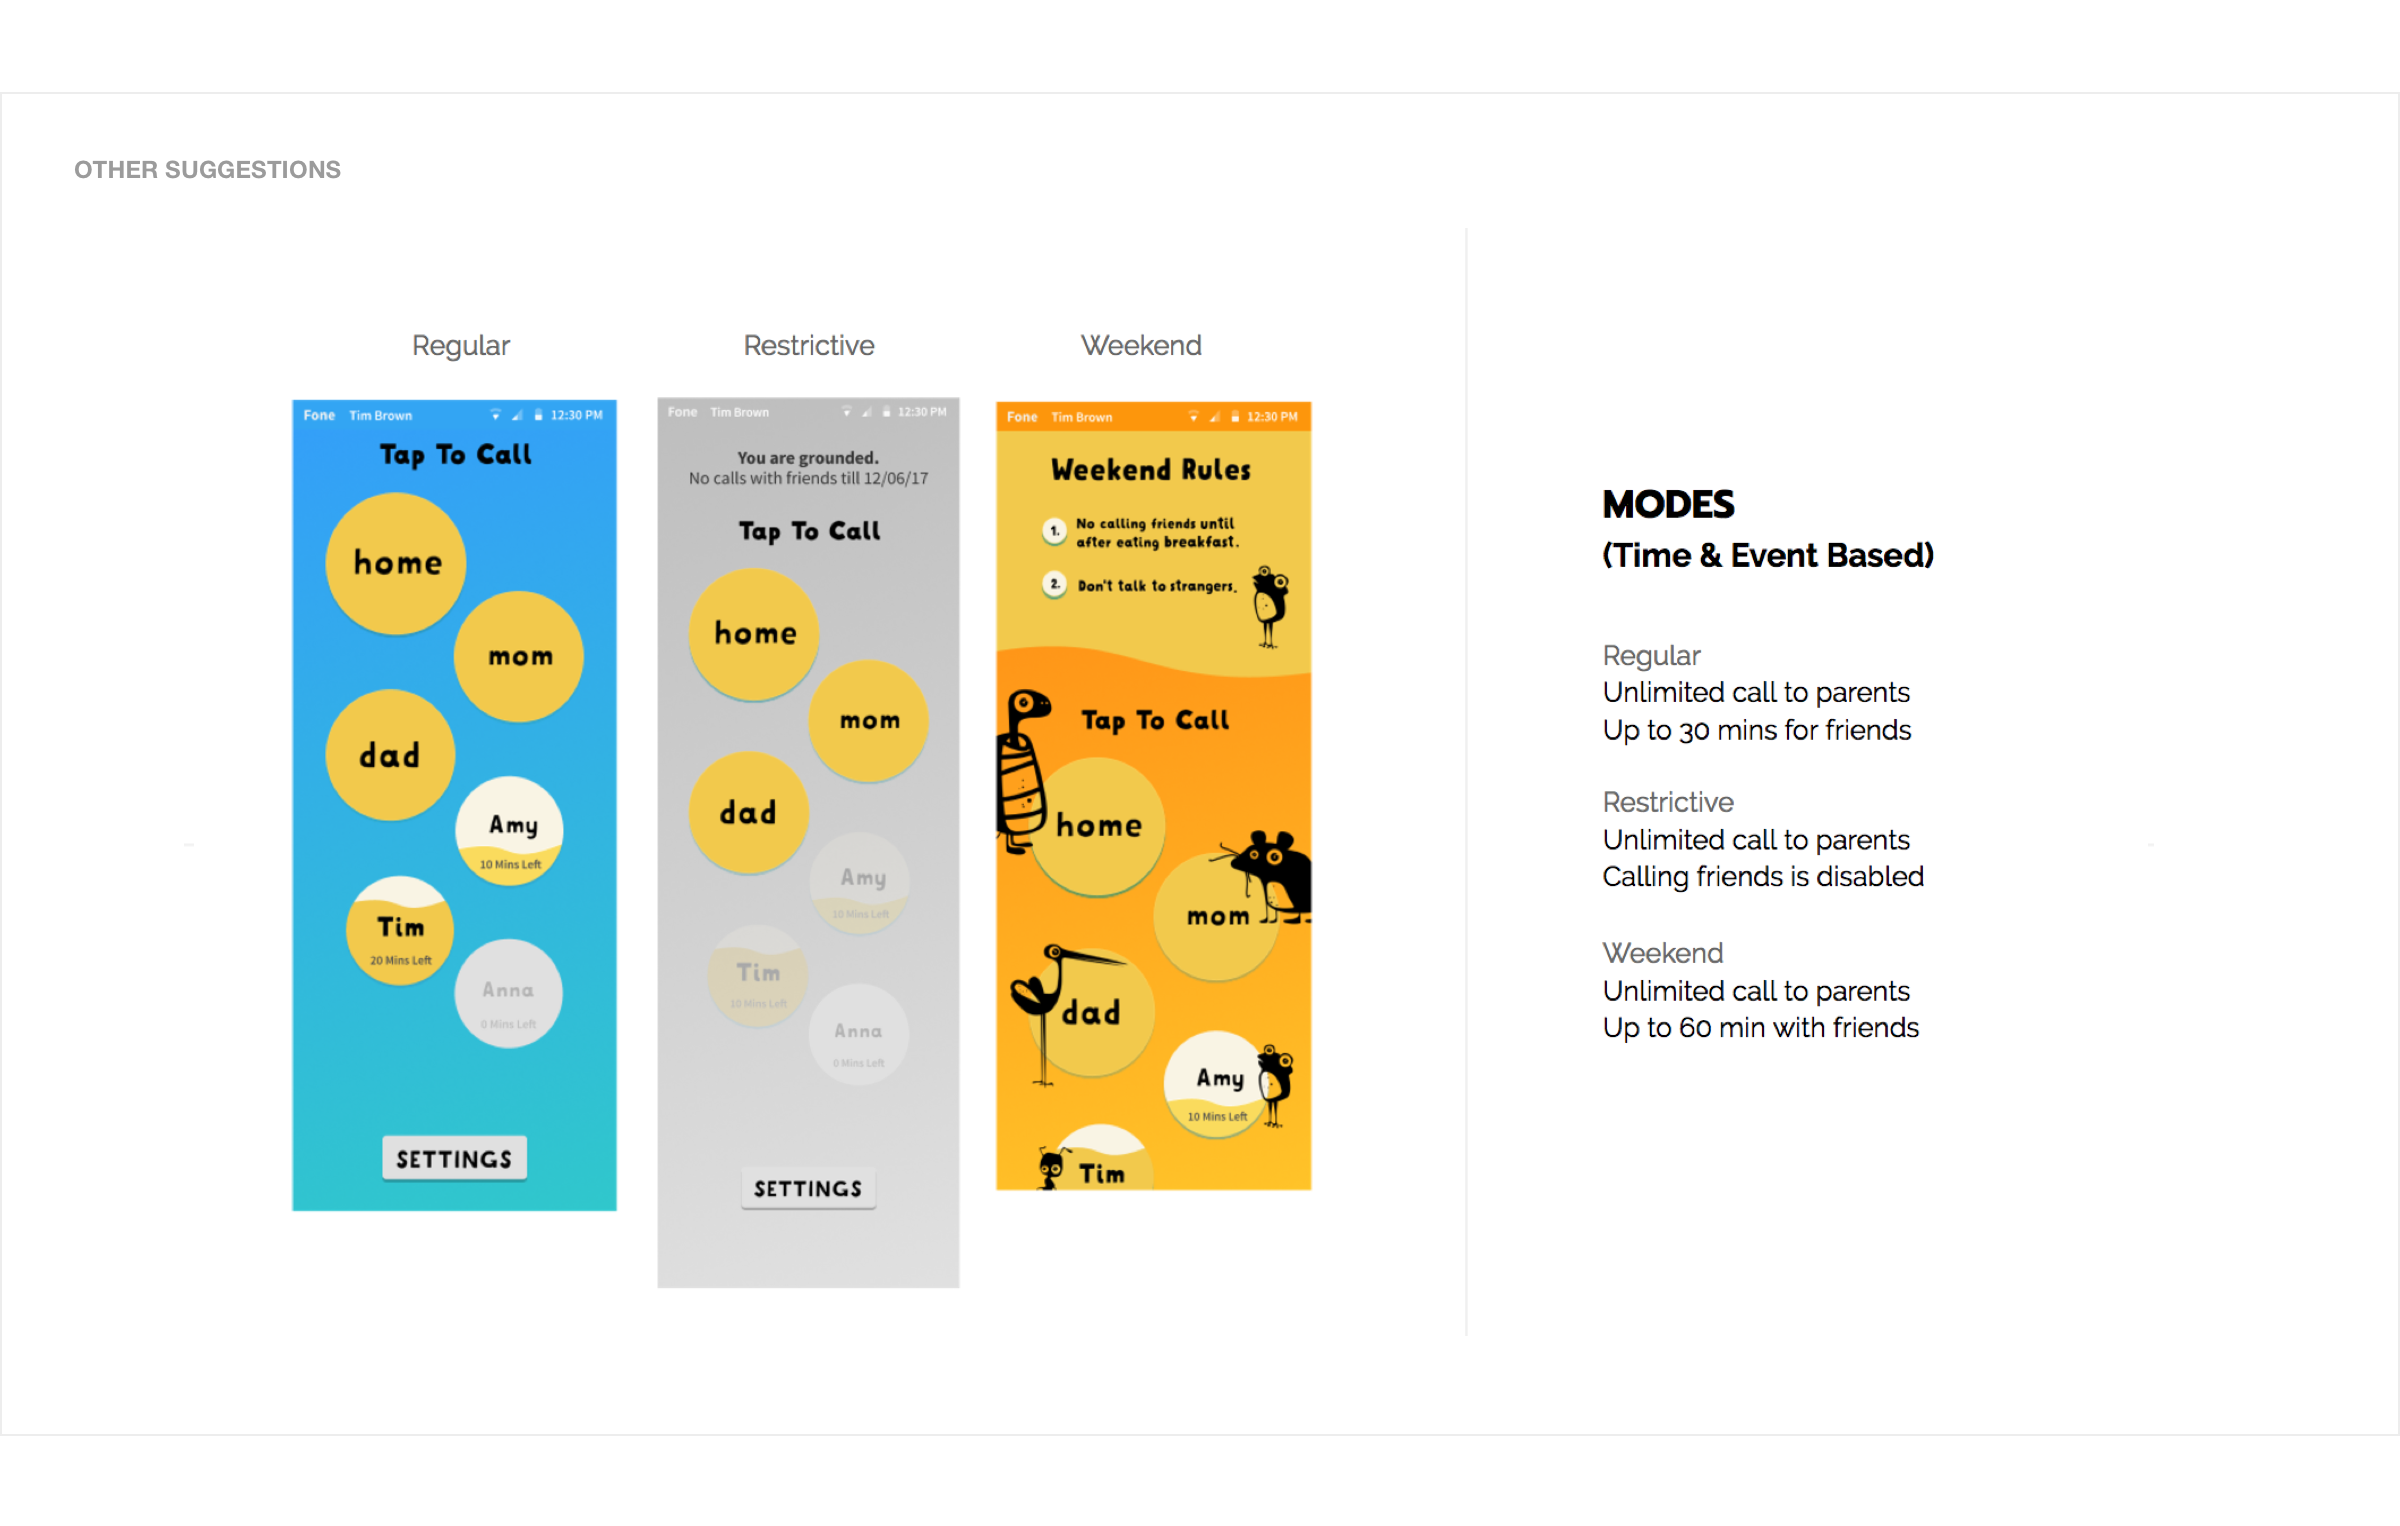 OTHER SUGGESTIONS
Regular
Fone Tim Brown 12:30 PM
Tap To Call
home
mom
dad
Amy
10 Mins Left
Tim
20 Mins Left
Anna
0 Mins Left
SETTINGS
Restrictive
Fone Tim Brown 12:30 PM
You are grounded.
No calls with friends till 12/06/17
Tap To Call
home
mom
dad
Amy
10 Mins Left
Tim
10 Mins Left
Anna
0 Mins Left
SETTINGS
Weekend
Fone Tim Brown 12:30 PM
Weekend Rules
1. No calling friends until
after eating breakfast.
2. Don't talk to strangers.
Tap To Call
home
mom
dad
Amy
10 Mins Left
Tim
MODES
(Time & Event Based)
Regular
Unlimited call to parents
Up to 30 mins for friends
Restrictive
Unlimited call to parents
Calling friends is disabled
Weekend
Unlimited call to parents
Up to 60 min with friends